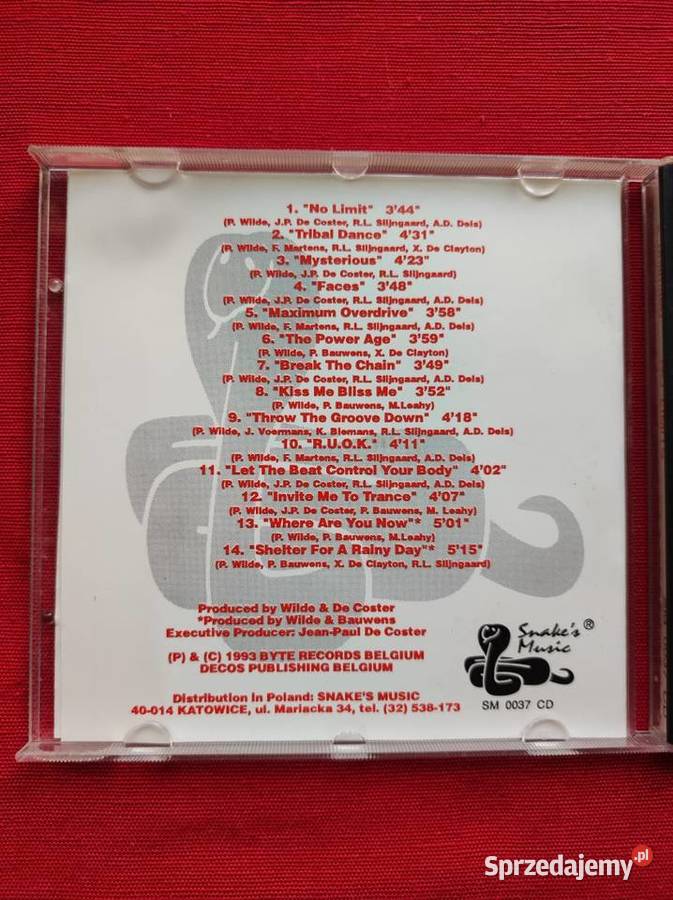 1. "No Limit" 3'44"
(P. Wilde, J.P. De Coster, R.L. Slijngaard, A.D. Dels)
2. "Tribal Dance" 4'31"
(P. Wilde, F. Martens, R.L. Slijngaard, X. De Clayton)
3. "Mysterious" 4'23"
(P. Wilde, J.P. De Coster, R.L. Slijngaard)
4. "Faces" 3'48"
(P. Wilde, J.P. De Coster, R.L. Slijngaard, A.D. Dels)
5. "Maximum Overdrive" 3'58"
(P. Wilde, F. Martens, R.L. Slijngaard, A.D. Dels)
6. "The Power Age" 3'59"
(P. Wilde, P. Bauwens, X. De Clayton)
7. "Break The Chain" 3'49"
(P. Wilde, J.P. De Coster, R.L. Slijngaard, A.D. Dels)
8. "Kiss Me Bliss Me" 3'52"
(P. Wilde, P. Bauwens, M.Leahy)
9. "Throw The Groove Down" 4'18"
(P. Wilde, J. Voermans, K. Blemans, R.L. Slijngaard, A.D. Dels)
10. "R.U.O.K." 4'11"
(P. Wilde, F. Martens, R.L. Slijngaard, A.D. Dels)
11. "Let The Beat Control Your Body" 4'02"
(P. Wilde, J.P. De Coster, R.L. Slijngaard, A.D. Dels)
12. "Invite Me To Trance" 4'07"
(P. Wilde, J.P. De Coster, P. Bauwens, M. Leahy)
13. "Where Are You Now"* 5'01"
(P. Wilde, P. Bauwens, M.Leahy)
14. "Shelter For A Rainy Day"* 5'15"
(P. Wilde, P. Bauwens, X. De Clayton, R.L. Slijngaard)
Produced by Wilde & De Coster
*Produced by Wilde & Bauwens
Executive Producer: Jean-Paul De Coster
(P) & (C) 1993 BYTE RECORDS BELGIUM
DECOS PUBLISHING BELGIUM
Snake's ®
Music
SM 0037 CD
Distribution in Poland: SNAKE'S MUSIC
40-014 KATOWICE, ul. Mariacka 34, tel. (32) 538-173
Sprzedajemy.pl